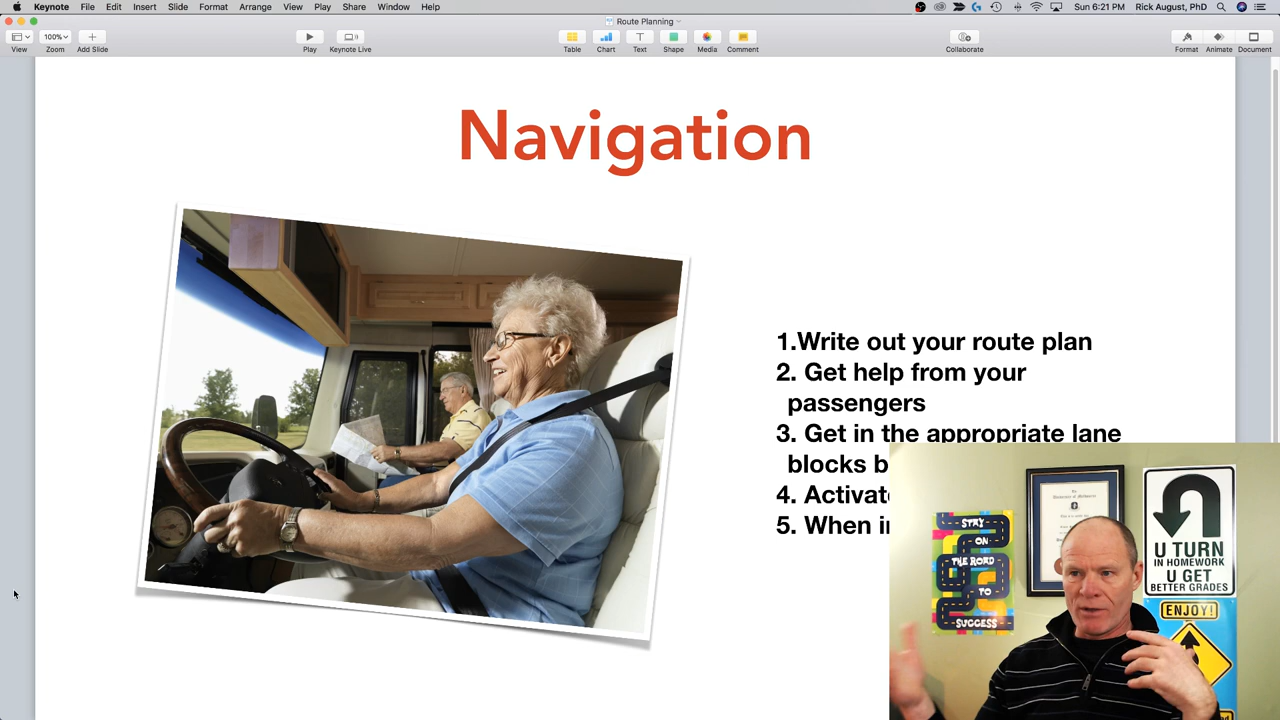 Keynote File Edit Insert Slide Format Arrange View Play Share Window Help
Sun 6:21 PM Rick August, PhD
Route Planning
100%
View Zoom Add Slide Play Keynote Live Table Chart Text Shape Media Comment Collaborate Format Animate Document
Navigation
1.Write out your route plan
2. Get help from your
passengers
3. Get in the appropriate lane
blocks
4.
5. When
STAY
ON
THE ROAD
TO
SUCCESS
U TURN
IN HOMEWORK
U GET
BETTER GRADES
ENJOY!